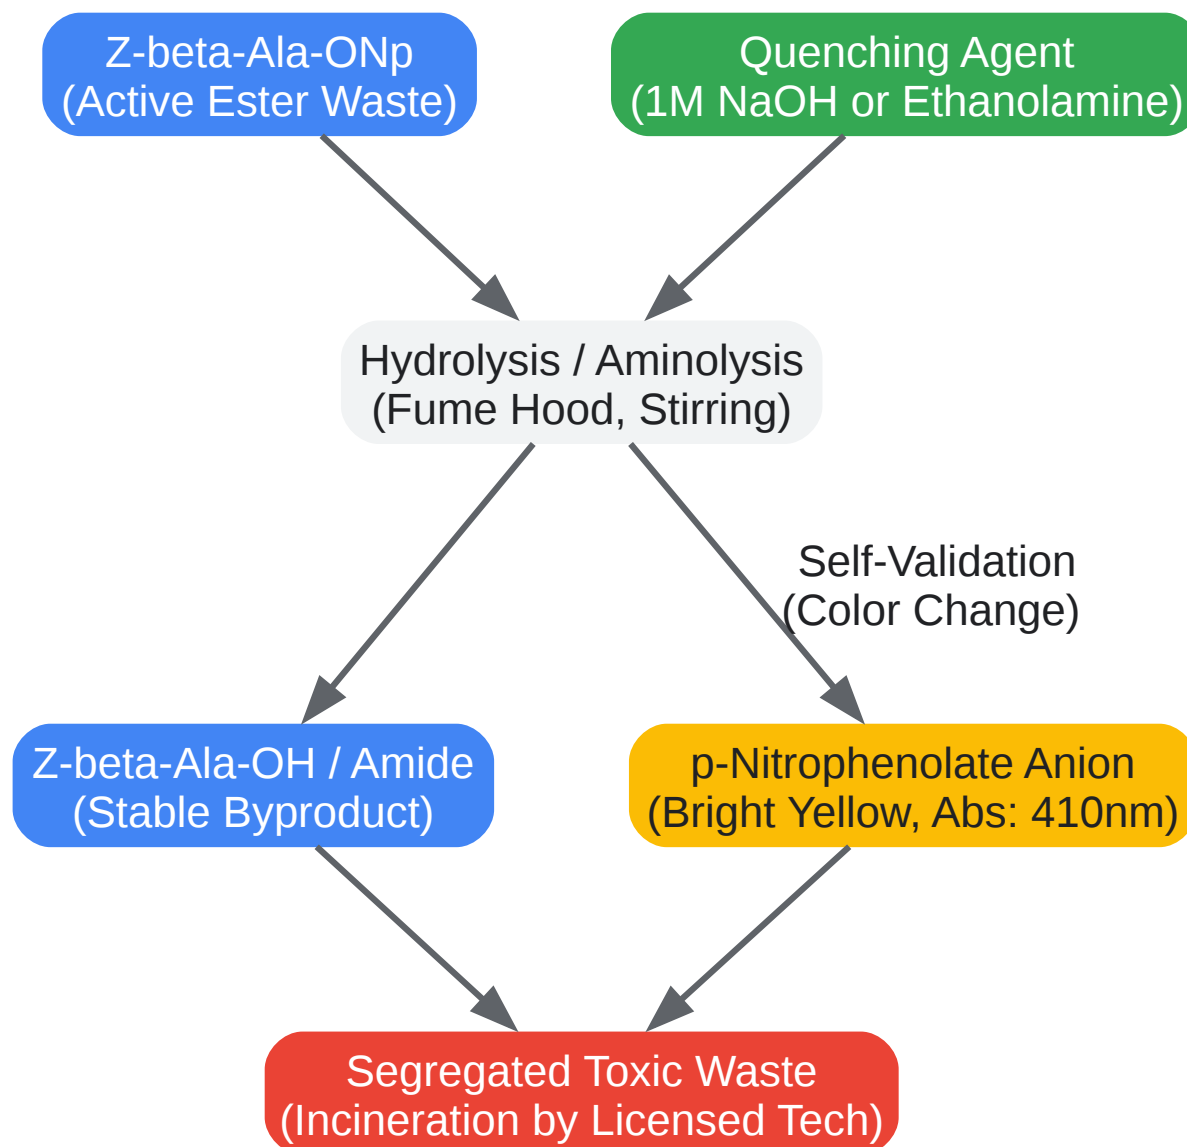 Z-beta-Ala-ONp
(Active Ester Waste)
Quenching Agent
(1M NaOH or Ethanolamine)
Hydrolysis / Aminolysis
(Fume Hood, Stirring)
Self-Validation
(Color Change)
Z-beta-Ala-OH / Amide
(Stable Byproduct)
p-Nitrophenolate Anion
(Bright Yellow, Abs: 410nm)
Segregated Toxic Waste
(Incineration by Licensed Tech)